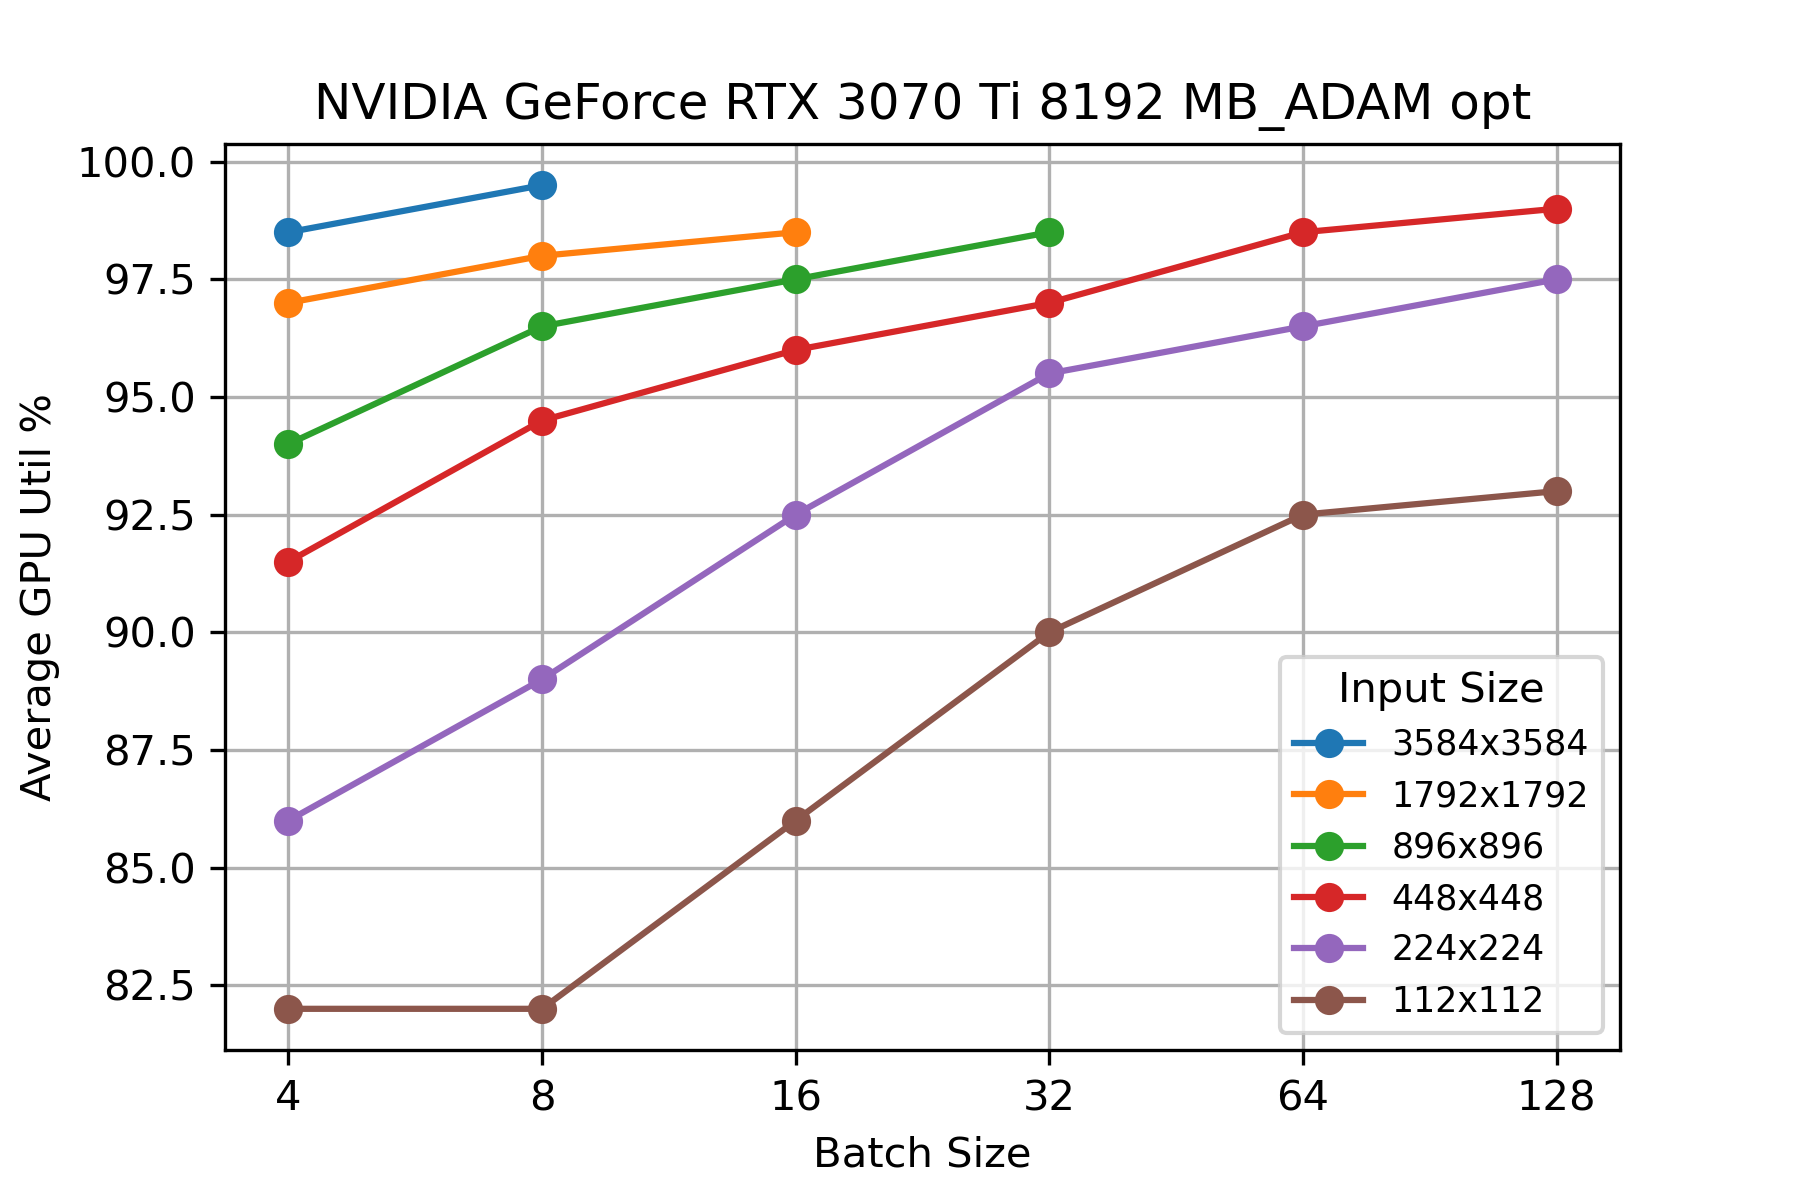 NVIDIA GeForce RTX 3070 Ti 8192 MB_ADAM opt
100.0
97.5
95.0
92.5
90.0
87.5
85.0
82.5
Average GPU Util %
Input Size
3584x3584
1792x1792
896x896
448x448
224x224
112x112
4 8 16 32 64 128
Batch Size